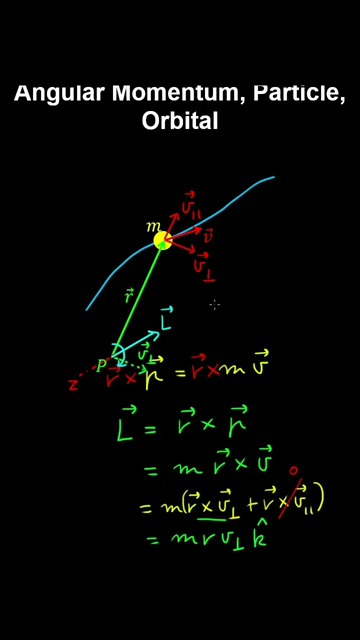 Angular Momentum, Particle,
Orbital
m
v⃗∥
v⃗
v⃗⊥
r⃗
L⃗
P
v⃗⊥
z
r⃗ × p⃗ = r⃗ × m v⃗
L⃗ = r⃗ × p⃗
= m r⃗ × v⃗
0
= m(r⃗ × v⃗⊥ + r⃗ × v⃗∥)
= m r v⊥ k̂